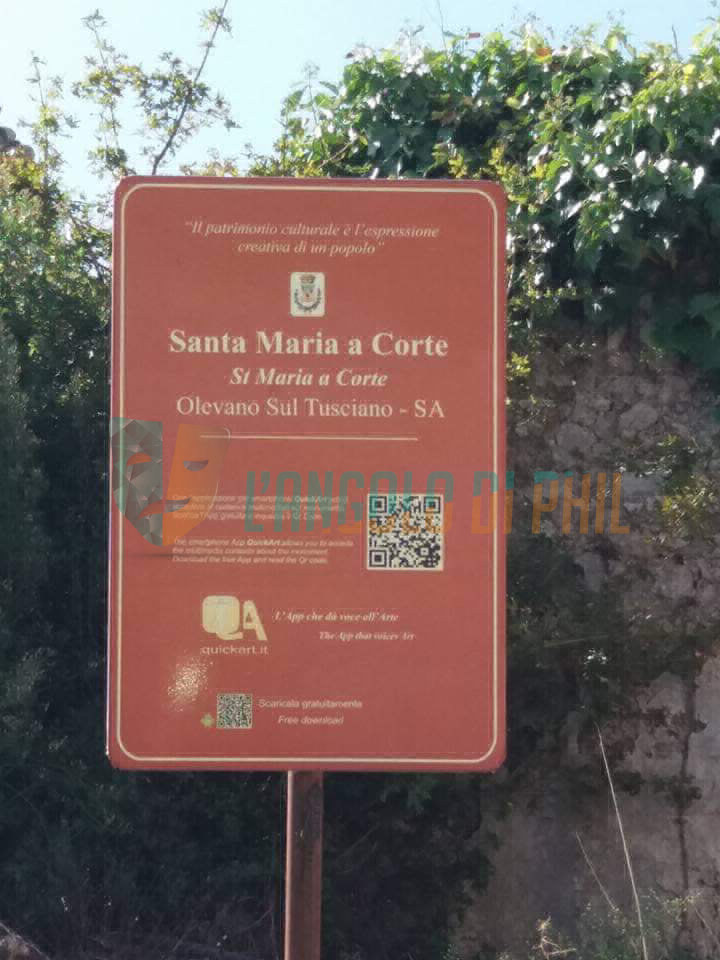 "Il patrimonio culturale è l'espressione
creativa di un popolo"
Santa Maria a Corte
St Maria a Corte
Olevano Sul Tusciano - SA
L'ANGOLO DI PHIL
The smartphone App QuickArt allows you to access
the multimedia contents about the monument.
Download the free App and read the Qr code.
QA
L'App che dà voce all'Arte
The App that voices Art
quickart.it
Scaricala gratuitamente
Free download